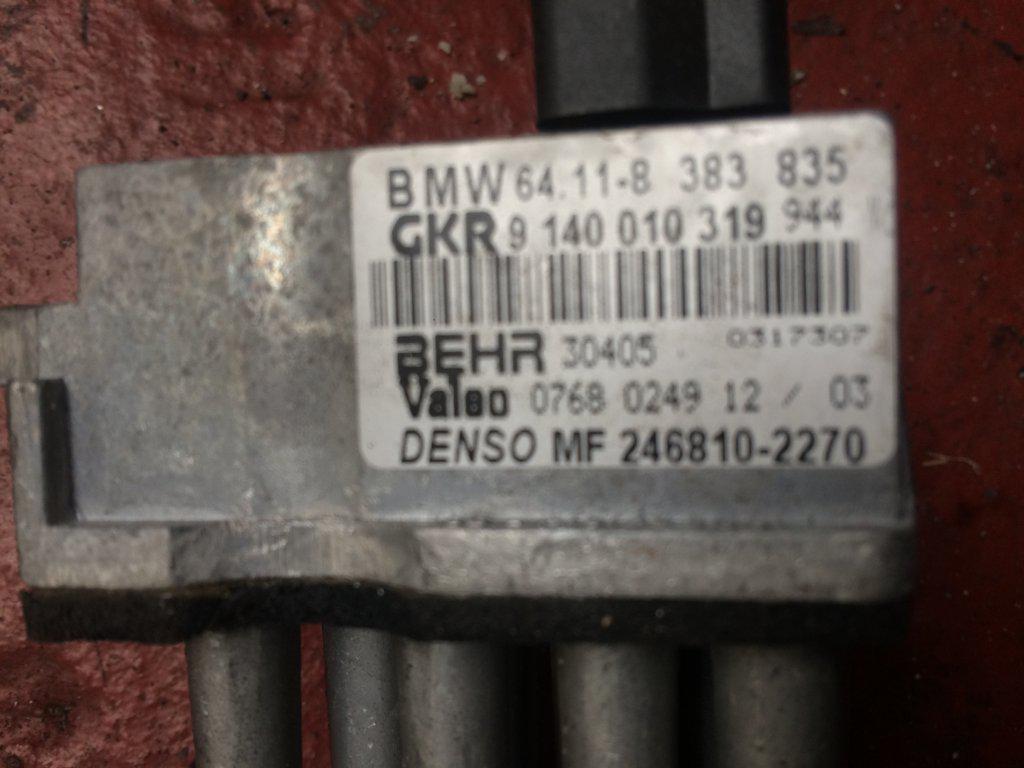 BMW 64.11-8 383 835
GKR 9 140 010 319 944
BEHR 30405 0317307
Valeo 0768 0249 12 / 03
DENSO MF 246810-2270